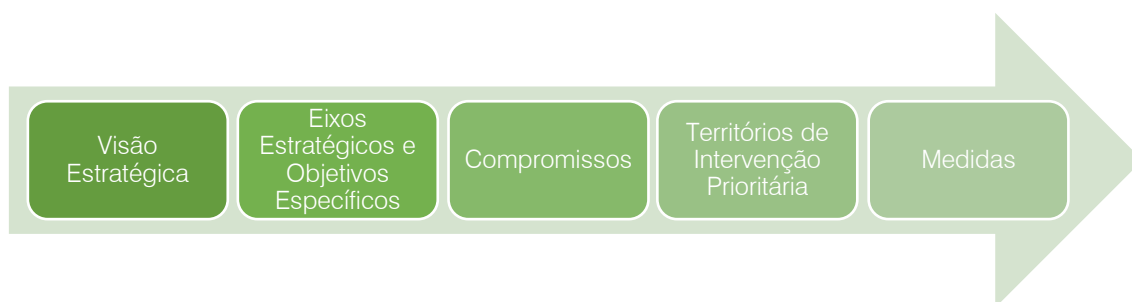 Visão
Estratégica
Eixos
Estratégicos e
Objetivos
Específicos
Compromissos
Territórios de
Intervenção
Prioritária
Medidas